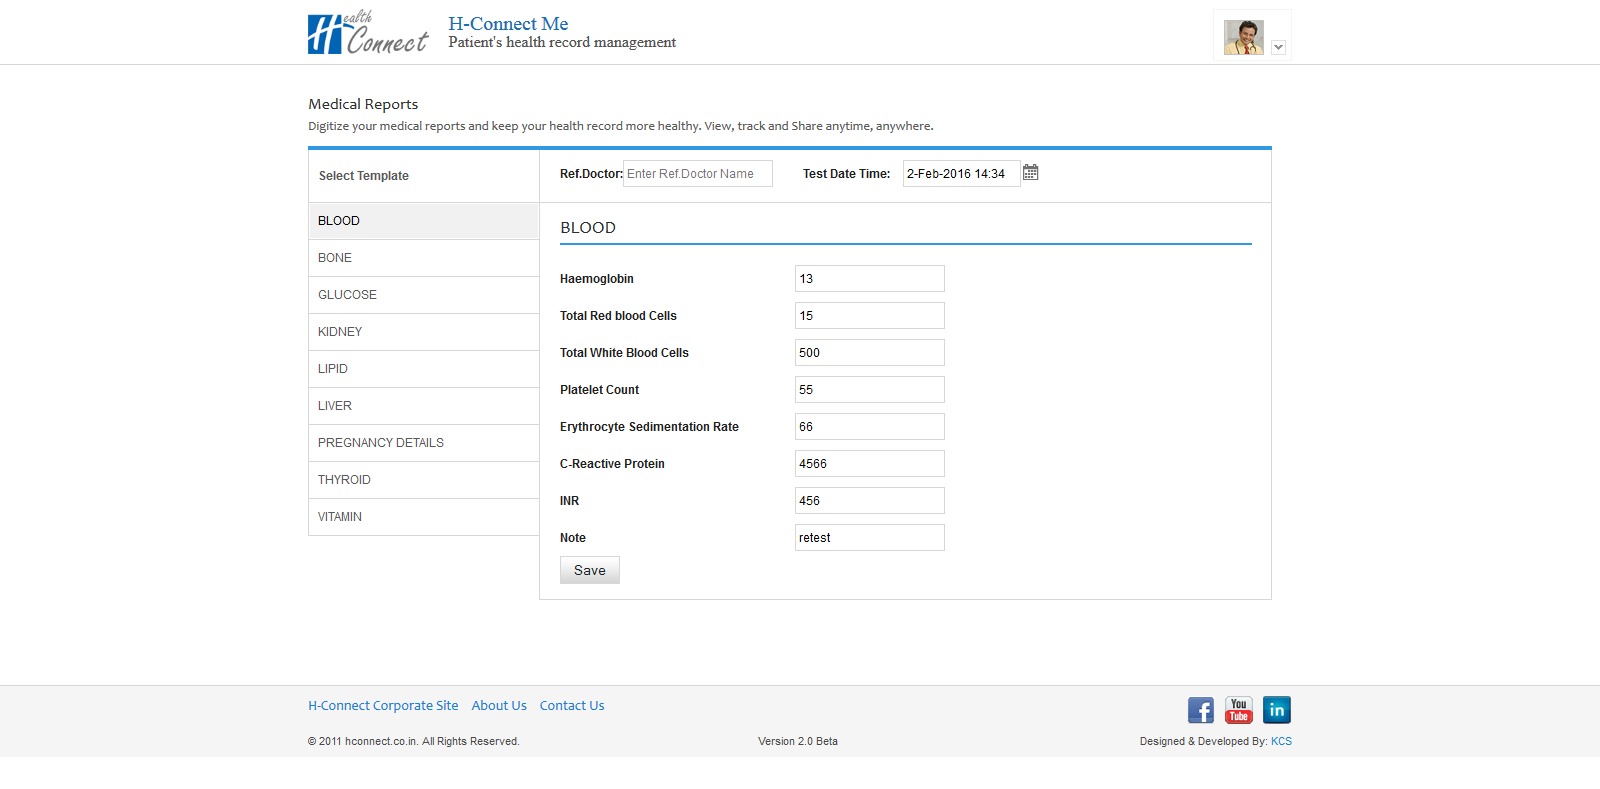 Health Connect
H-Connect Me
Patient's health record management
Medical Reports
Digitize your medical reports and keep your health record more healthy. View, track and Share anytime, anywhere.
Select Template
Ref.Doctor: Enter Ref.Doctor Name Test Date Time: 2-Feb-2016 14:34
BLOOD
BONE
GLUCOSE
KIDNEY
LIPID
LIVER
PREGNANCY DETAILS
THYROID
VITAMIN
BLOOD
Haemoglobin 13
Total Red blood Cells 15
Total White Blood Cells 500
Platelet Count 55
Erythrocyte Sedimentation Rate 66
C-Reactive Protein 4566
INR 456
Note retest
Save
H-Connect Corporate Site About Us Contact Us
f You Tube in
© 2011 hconnect.co.in. All Rights Reserved. Version 2.0 Beta Designed & Developed By: KCS